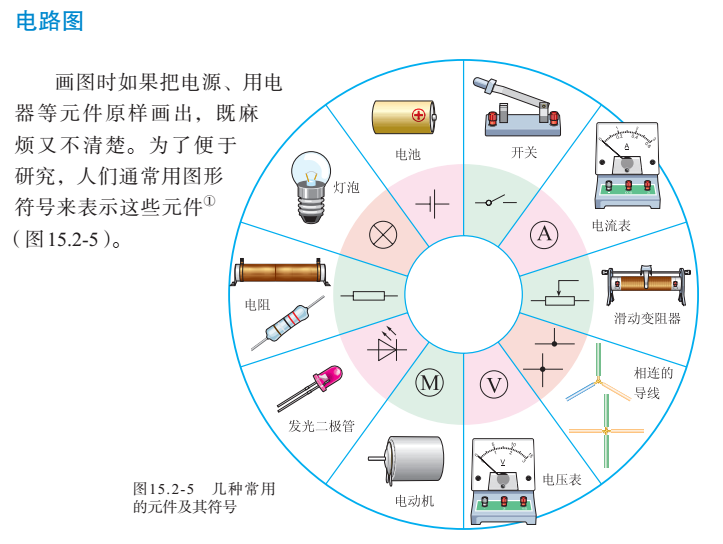 电路图
画图时如果把电源、用电
器等元件原样画出，既麻
烦又不清楚。为了便于
研究，人们通常用图形
符号来表示这些元件①
（图15.2-5）。
电池
开关
灯泡
电流表
A
电阻
滑动变阻器
相连的
导线
M
V
发光二极管
电动机
电压表
图15.2-5 几种常用
的元件及其符号